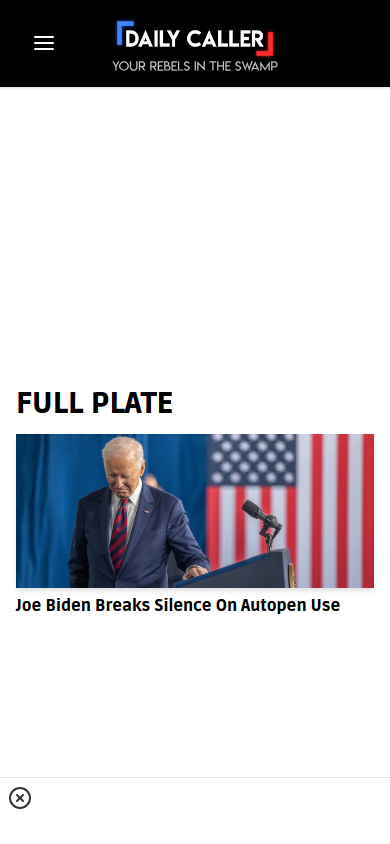 DAILY CALLER
YOUR REBELS IN THE SWAMP
FULL PLATE
Joe Biden Breaks Silence On Autopen Use